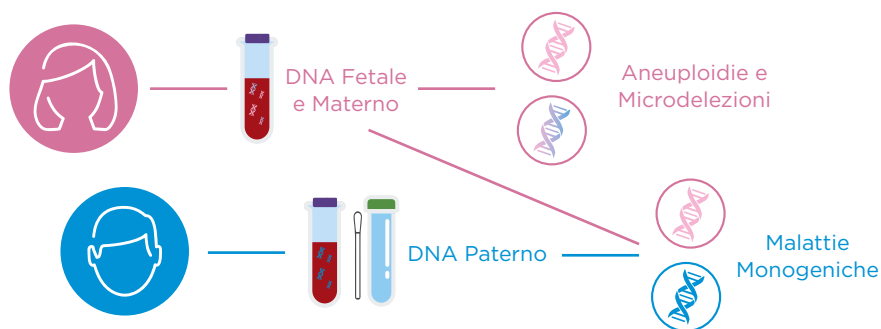 DNA Fetale
e Materno
Aneuploidie e
Microdelezioni
DNA Paterno
Malattie
Monogeniche